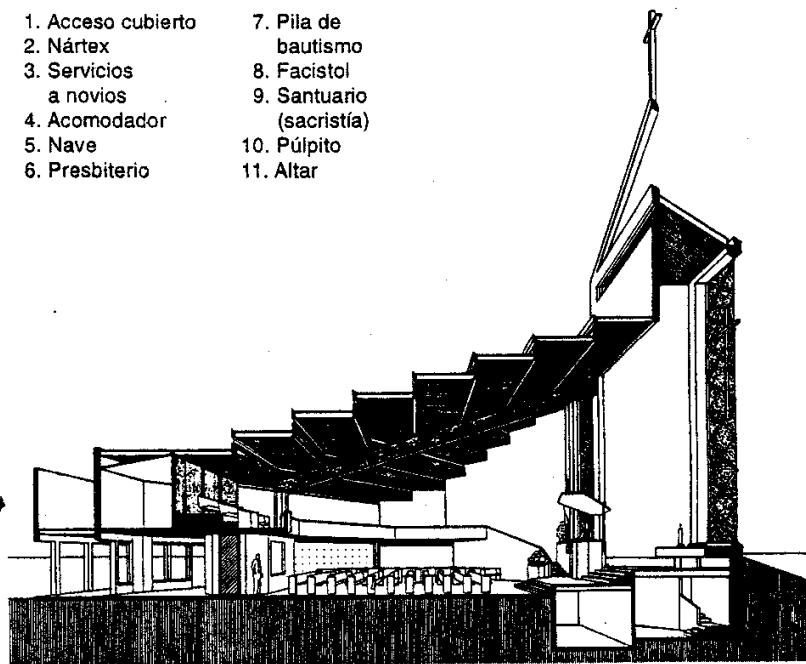 1. Acceso cubierto
2. Nártex
3. Servicios
a novios
4. Acomodador
5. Nave
6. Presbiterio
7. Pila de
bautismo
8. Facistol
9. Santuario
(sacristía)
10. Púlpito
11. Altar